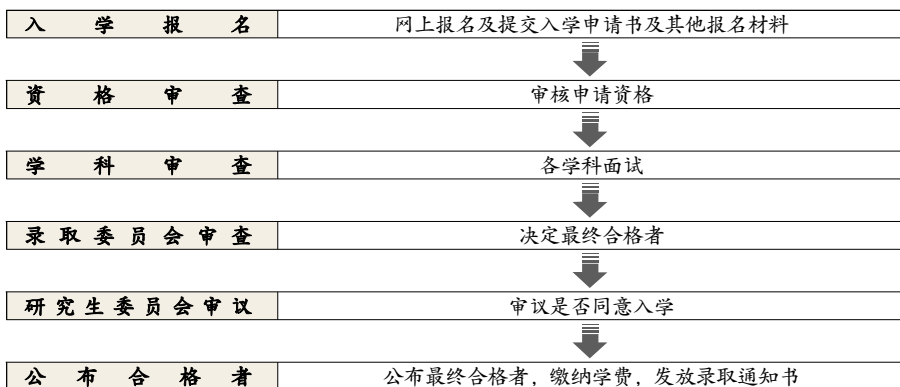 入学报名 网上报名及提交入学申请书及其他报名材料
资格审查 审核申请资格
学科审查 各学科面试
录取委员会审查 决定最终合格者
研究生委员会审议 审议是否同意入学
公布合格者 公布最终合格者，缴纳学费，发放录取通知书